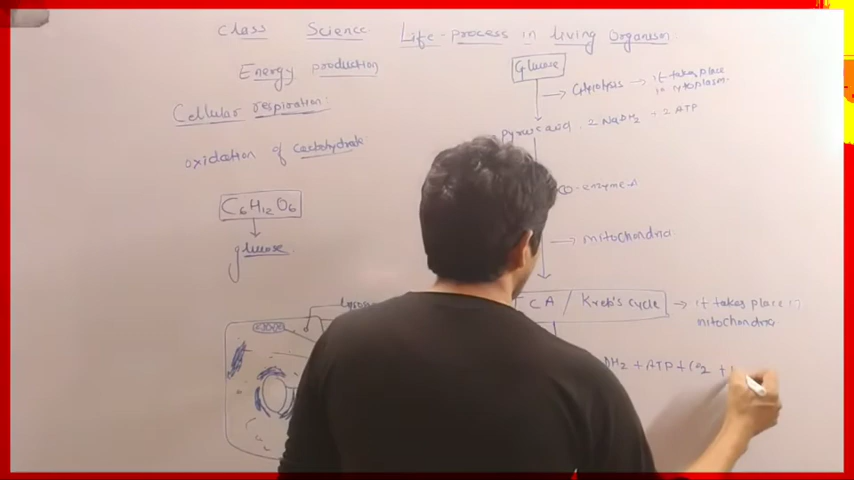 Class Science Life-process in living Organism
Energy production
Cellular respiration:
oxidation of carbohydrate
C6H12O6
glucose
Glucose
Glycolysis → it takes place
in cytoplasm.
pyruvic acid . 2 NaDH2 . 2 ATP
enzyme-A
→ mitochondria
CA / Kreb's cycle → it takes place
mitochondria
DH2 + ATP + CO2 +